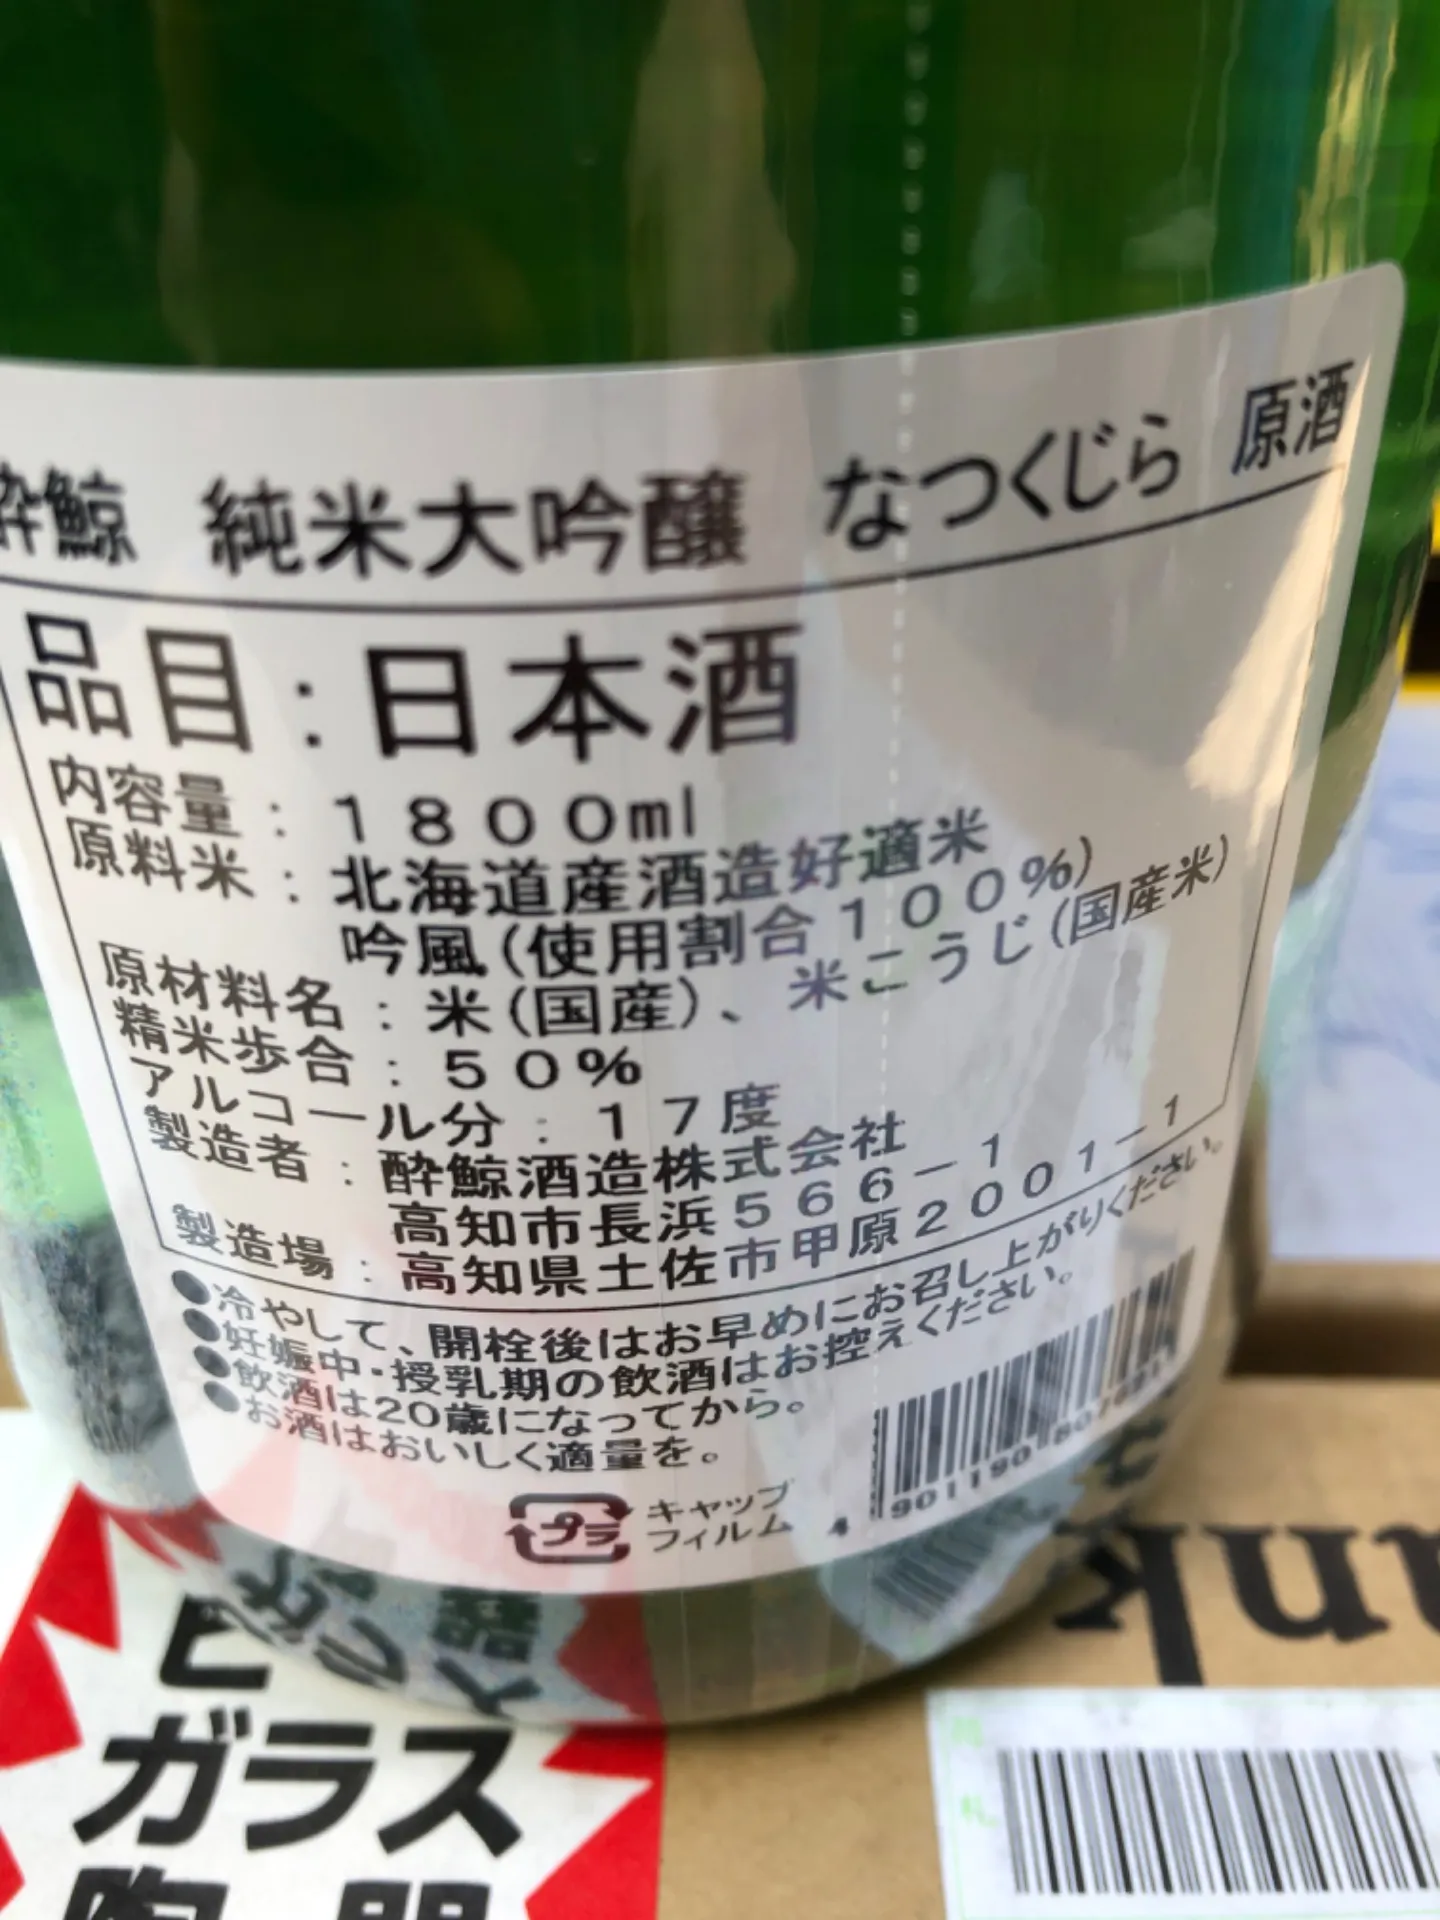 酔鯨 純米大吟醸 なつくじら 原酒
品目:日本酒
内容量:1800ml
原料米:北海道産酒造好適米
吟風(使用割合100%)
原材料名:米(国産)、米こうじ(国産米)
精米歩合:50%
アルコール分:17度
製造者:酔鯨酒造株式会社
高知市長浜566-1
製造場:高知県土佐市甲原2001-1
●冷やして、開栓後はお早めにお召し上がりください。
●妊娠中・授乳期の飲酒はお控えください。
●飲酒は20歳になってから。
●お酒はおいしく適量を。
プラ
キャップ
フィルム
ビ
ガラス